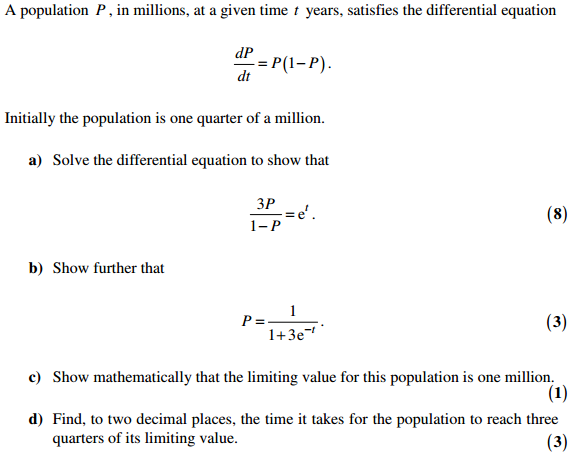 A population P, in millions, at a given time t years, satisfies the differential equation
dP/dt = P(1−P).
Initially the population is one quarter of a million.
a) Solve the differential equation to show that
3P/(1−P) = e^t. (8)
b) Show further that
P = 1/(1+3e^−t). (3)
c) Show mathematically that the limiting value for this population is one million.
(1)
d) Find, to two decimal places, the time it takes for the population to reach three
quarters of its limiting value. (3)